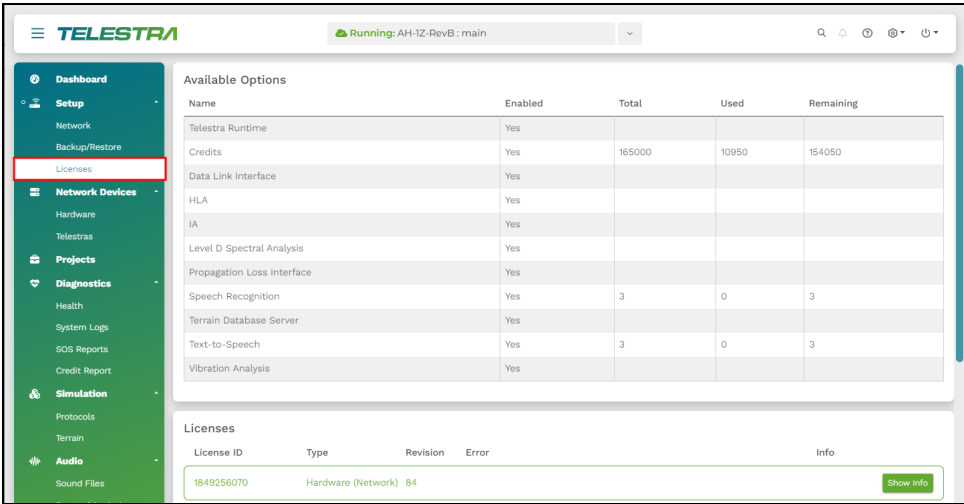 TELESTRA
Running: AH-1Z-RevB : main
Dashboard
Setup
Network
Backup/Restore
Licenses
Network Devices
Hardware
Telestras
Projects
Diagnostics
Health
System Logs
SOS Reports
Credit Report
Simulation
Protocols
Terrain
Audio
Sound Files
Available Options
Name Enabled Total Used Remaining
Telestra Runtime Yes
Credits Yes 165000 10950 154050
Data Link Interface Yes
HLA Yes
IA Yes
Level D Spectral Analysis Yes
Propagation Loss Interface Yes
Speech Recognition Yes 3 0 3
Terrain Database Server Yes
Text-to-Speech Yes 3 0 3
Vibration Analysis Yes
Licenses
License ID Type Revision Error Info
1849256070 Hardware (Network) 84 Show Info